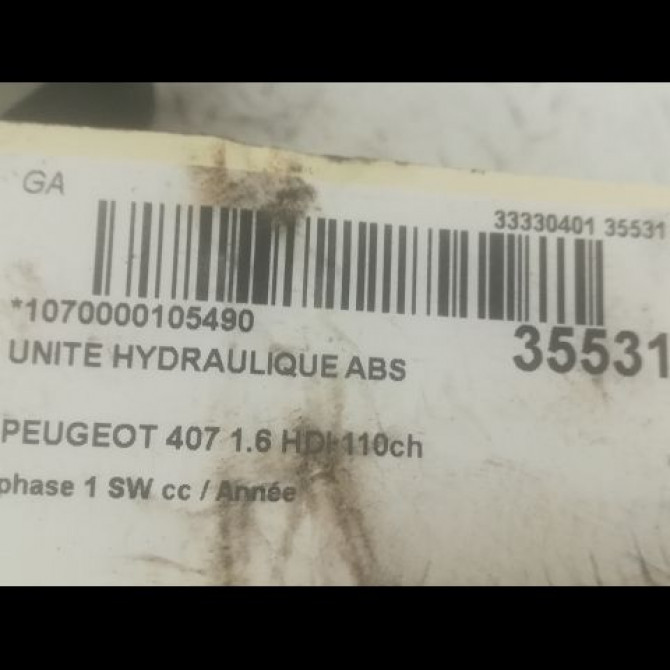 GA
33330401 35531
*1070000105490
35531
UNITE HYDRAULIQUE ABS
PEUGEOT 407 1.6 HDI 110ch
phase 1 SW cc / Année